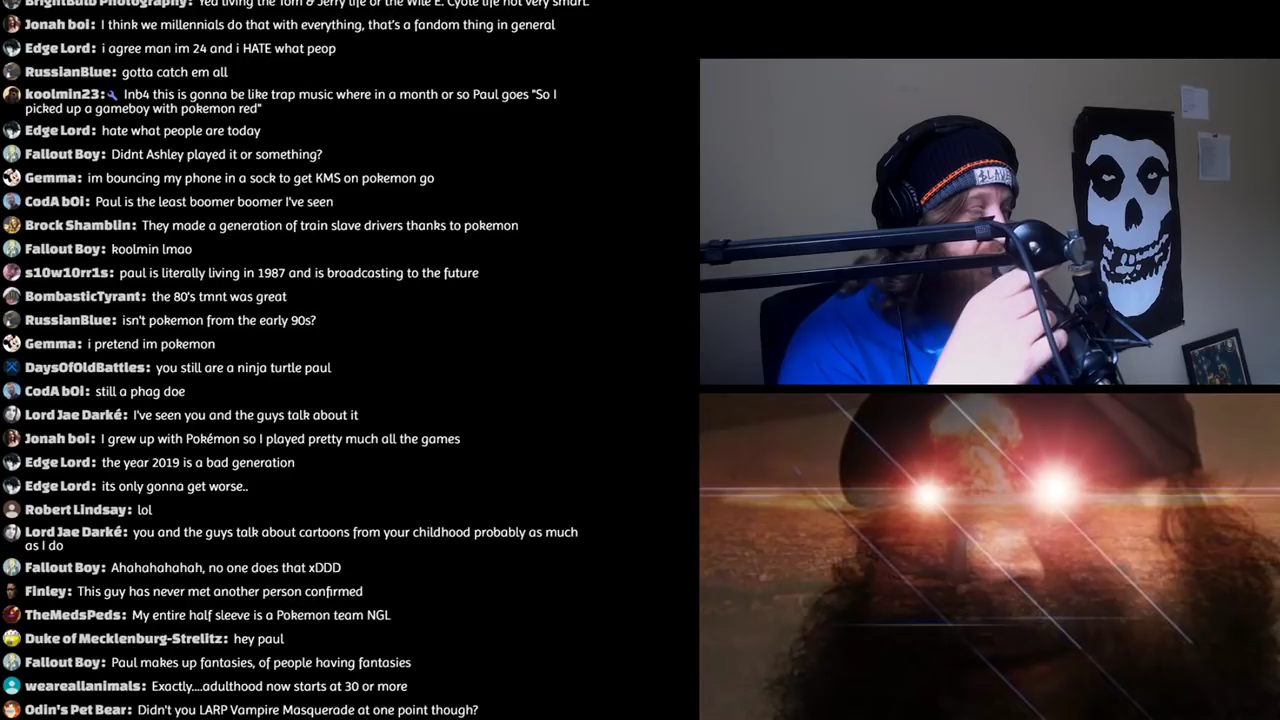 BrightBulb Photography: Yea living the Tom & Jerry life or the Wile E. Cyote life not very smart.
Jonah boi: I think we millennials do that with everything, that's a fandom thing in general
Edge Lord: i agree man im 24 and i HATE what peop
RussianBlue: gotta catch em all
koolmin23: Inb4 this is gonna be like trap music where in a month or so Paul goes "So I
picked up a gameboy with pokemon red"
Edge Lord: hate what people are today
Fallout Boy: Didnt Ashley played it or something?
Gemma: im bouncing my phone in a sock to get KMS on pokemon go
CodA bOi: Paul is the least boomer boomer I've seen
Brock Shamblin: They made a generation of train slave drivers thanks to pokemon
Fallout Boy: koolmin lmao
s10w10rr1s: paul is literally living in 1987 and is broadcasting to the future
BombasticTyrant: the 80's tmnt was great
RussianBlue: isn't pokemon from the early 90s?
Gemma: i pretend im pokemon
DaysOfOldBattles: you still are a ninja turtle paul
CodA bOi: still a phag doe
Lord Jae Darké: I've seen you and the guys talk about it
Jonah boi: I grew up with Pokémon so I played pretty much all the games
Edge Lord: the year 2019 is a bad generation
Edge Lord: its only gonna get worse..
Robert Lindsay: lol
Lord Jae Darké: you and the guys talk about cartoons from your childhood probably as much
as I do
Fallout Boy: Ahahahahahah, no one does that xDDD
Finley: This guy has never met another person confirmed
TheMedsPeds: My entire half sleeve is a Pokemon team NGL
Duke of Mecklenburg-Strelitz: hey paul
Fallout Boy: Paul makes up fantasies, of people having fantasies
weareallanimals: Exactly....adulthood now starts at 30 or more
Odin's Pet Bear: Didn't you LARP Vampire Masquerade at one point though?